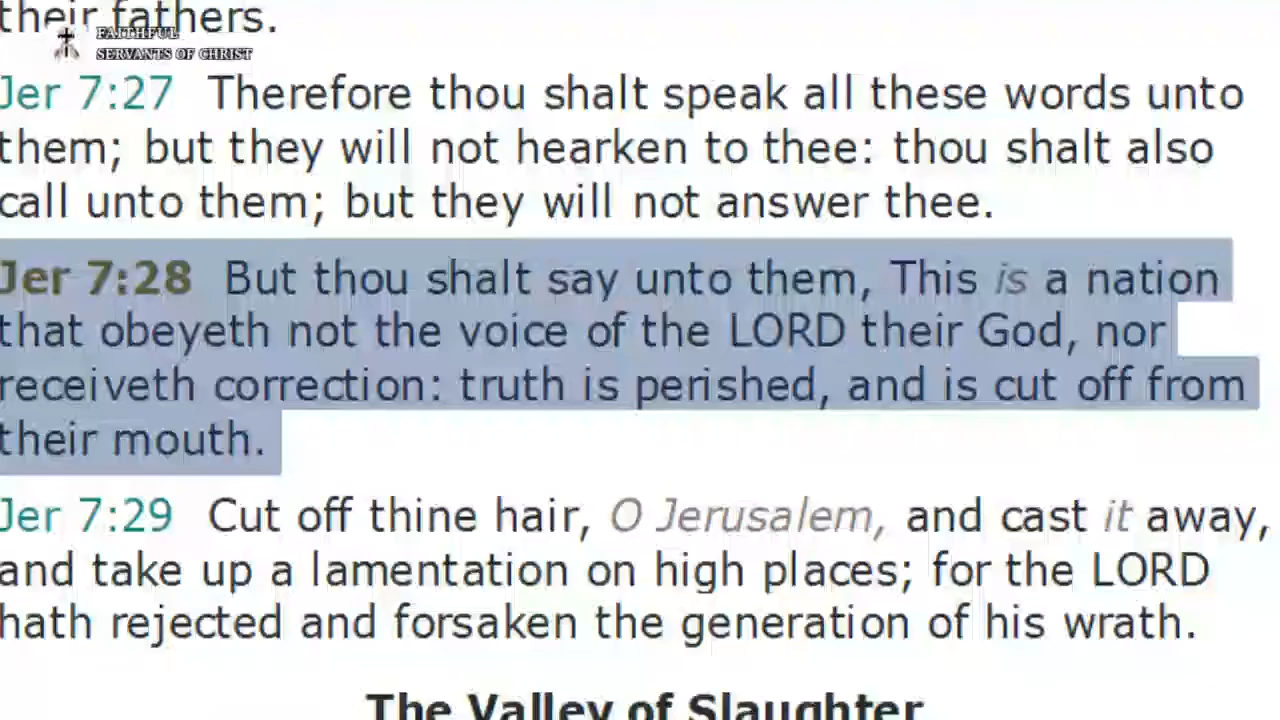 their fathers.
FAITHFUL
SERVANTS OF CHRIST
Jer 7:27 Therefore thou shalt speak all these words unto
them; but they will not hearken to thee: thou shalt also
call unto them; but they will not answer thee.
Jer 7:28 But thou shalt say unto them, This is a nation
that obeyeth not the voice of the LORD their God, nor
receiveth correction: truth is perished, and is cut off from
their mouth.
Jer 7:29 Cut off thine hair, O Jerusalem, and cast it away,
and take up a lamentation on high places; for the LORD
hath rejected and forsaken the generation of his wrath.
The Valley of Slaughter